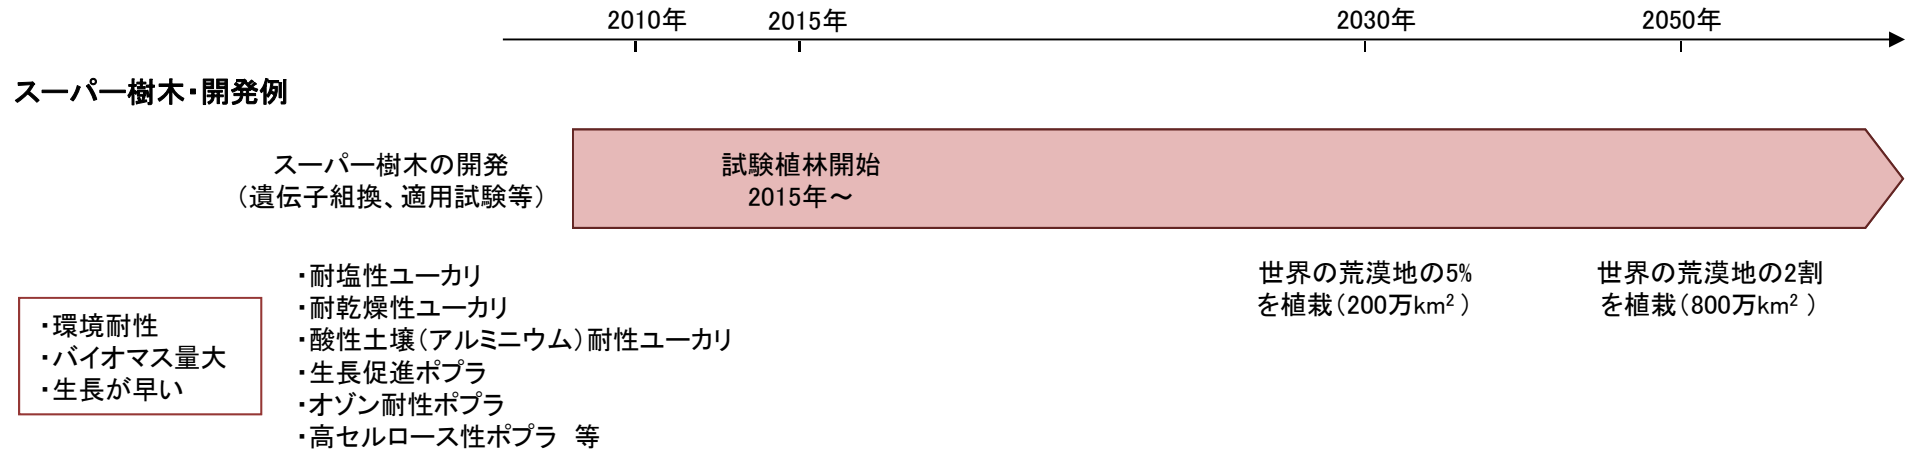 2010年 2015年 2030年 2050年
スーパー樹木・開発例
スーパー樹木の開発
（遺伝子組換、適用試験等）
試験植林開始
2015年～
・環境耐性
・バイオマス量大
・生長が早い
・耐塩性ユーカリ
・耐乾燥性ユーカリ
・酸性土壌（アルミニウム）耐性ユーカリ
・生長促進ポプラ
・オゾン耐性ポプラ
・高セルロース性ポプラ　等
世界の荒漠地の5%
を植栽（200万km²）
世界の荒漠地の2割
を植栽（800万km²）